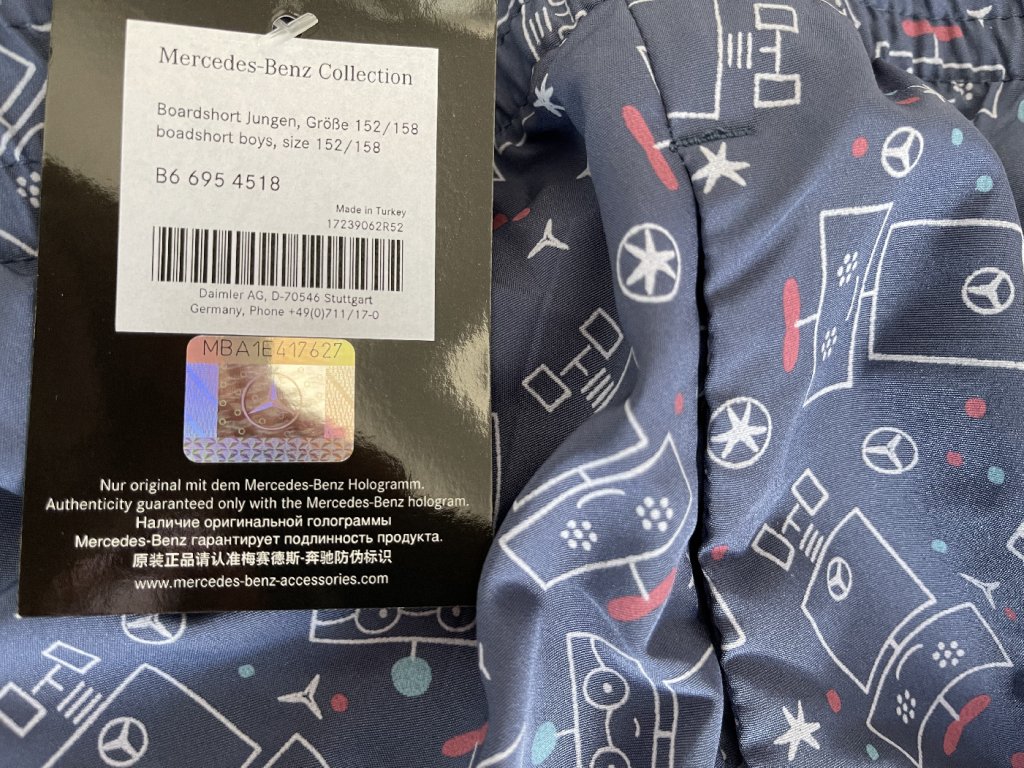 Mercedes-Benz Collection
Boardshort Jungen, Größe 152/158
boadshort boys, size 152/158
B6 695 4518
Made in Turkey
17239062R52
Daimler AG, D-70546 Stuttgart
Germany, Phone +49(0)711/17-0
MBA1E417627
Nur original mit dem Mercedes-Benz Hologramm.
Authenticity guaranteed only with the Mercedes-Benz hologram.
Наличие оригинальной голограммы
Mercedes-Benz гарантирует подлинность продукта.
原装正品请认准梅赛德斯-奔驰防伪标识
www.mercedes-benz-accessories.com